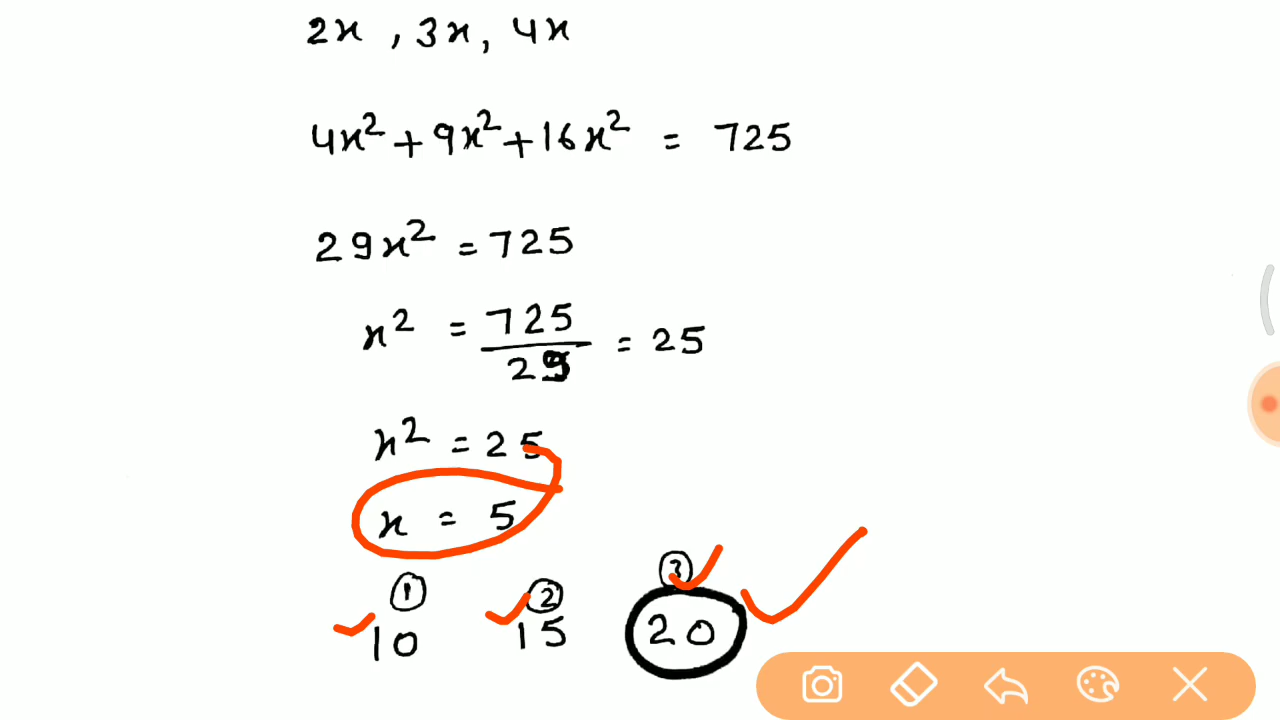 2x , 3x, 4x
4x² + 9x² + 16x² = 725
29x² = 725
x² = 725/29 = 25
x² = 25
x = 5
① ② ③
10 15 20